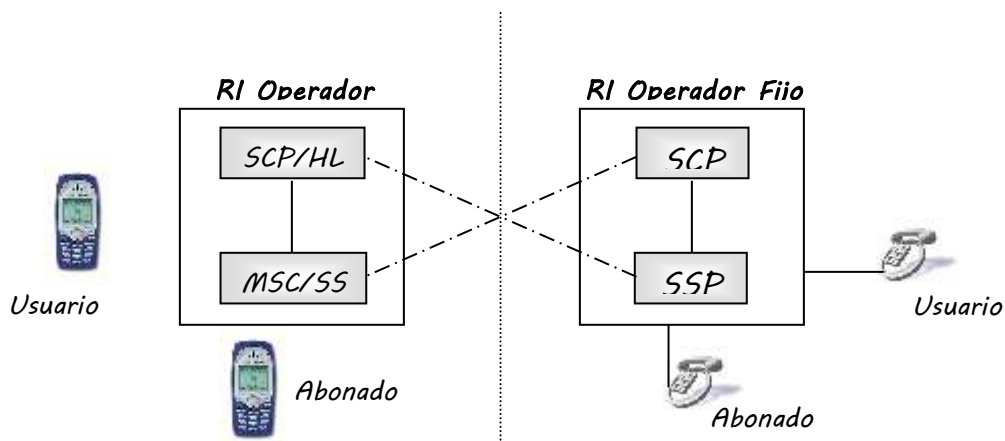 RI Operador
RI Operador Fijo
SCP/HL
SCP
MSC/SS
SSP
Usuario
Usuario
Abonado
Abonado